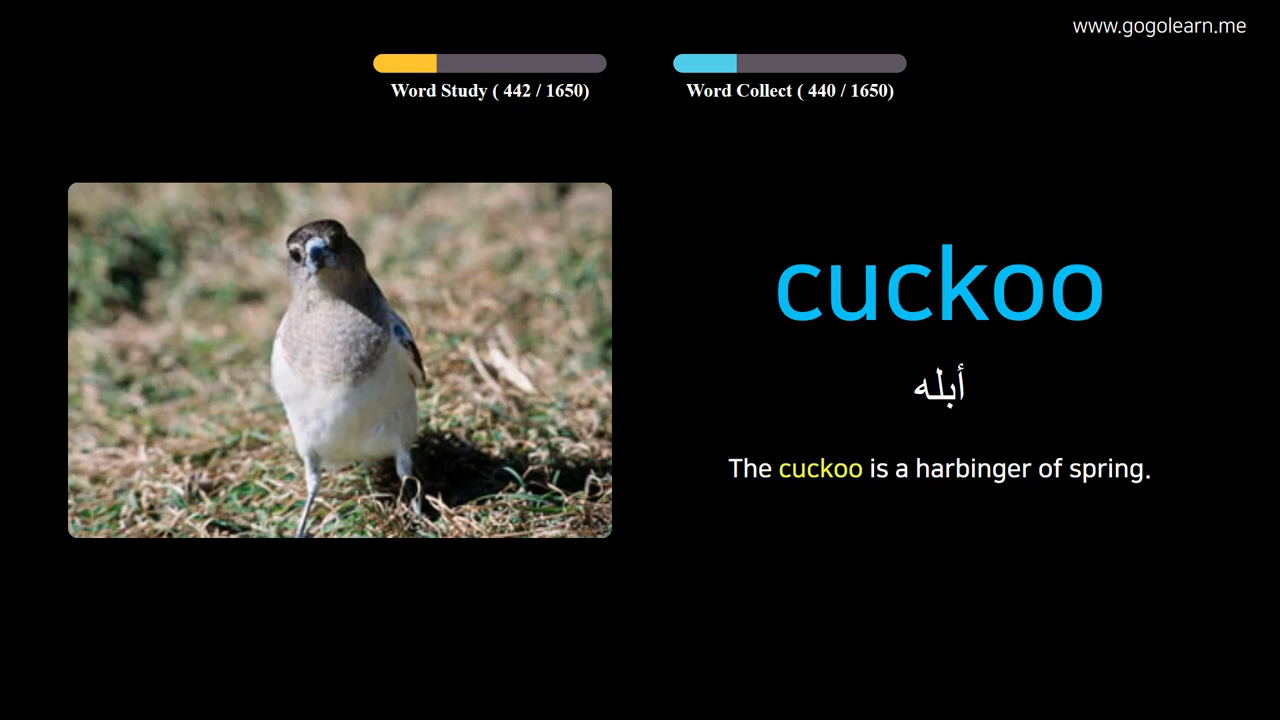 www.gogolearn.me
Word Study ( 442 / 1650)
Word Collect ( 440 / 1650)
cuckoo
أبله
The cuckoo is a harbinger of spring.